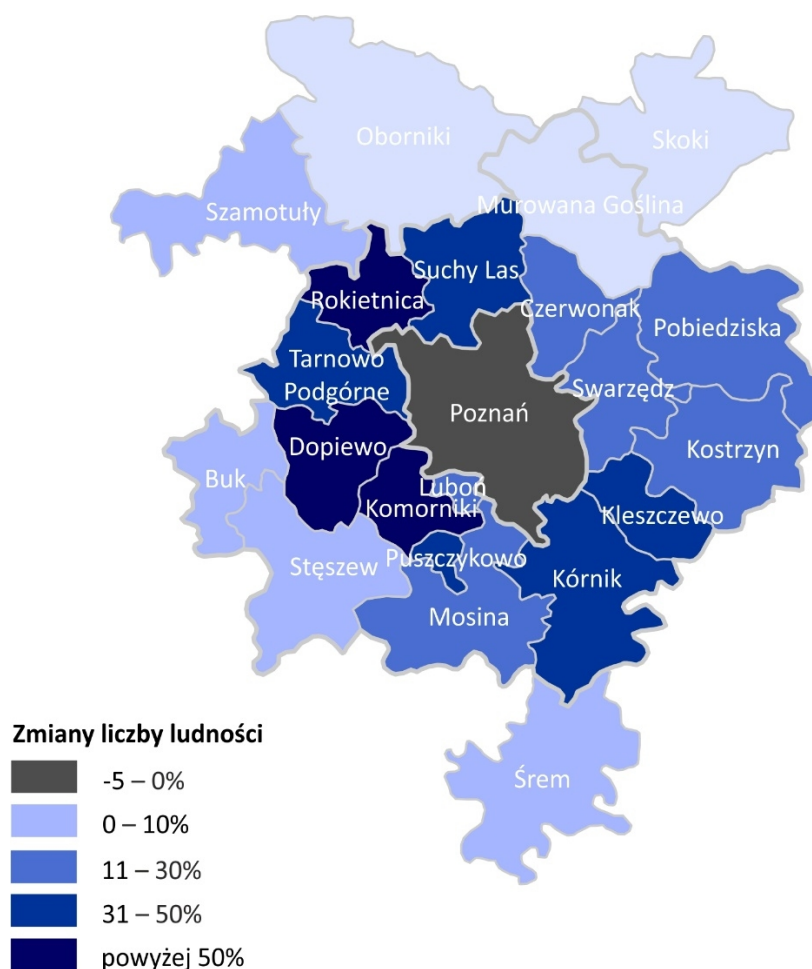 Oborniki
Skoki
Murowana Goślina
Szamotuły
Suchy Las
Rokietnica
Czerwonak
Pobiedziska
Tarnowo
Podgórne
Swarzędz
Poznań
Kostrzyn
Dopiewo
Buk
Luboń
Komorniki
Kleszczewo
Puszczykowo
Stęszew
Kórnik
Mosina
Śrem
Zmiany liczby ludności
-5 – 0%
0 – 10%
11 – 30%
31 – 50%
powyżej 50%